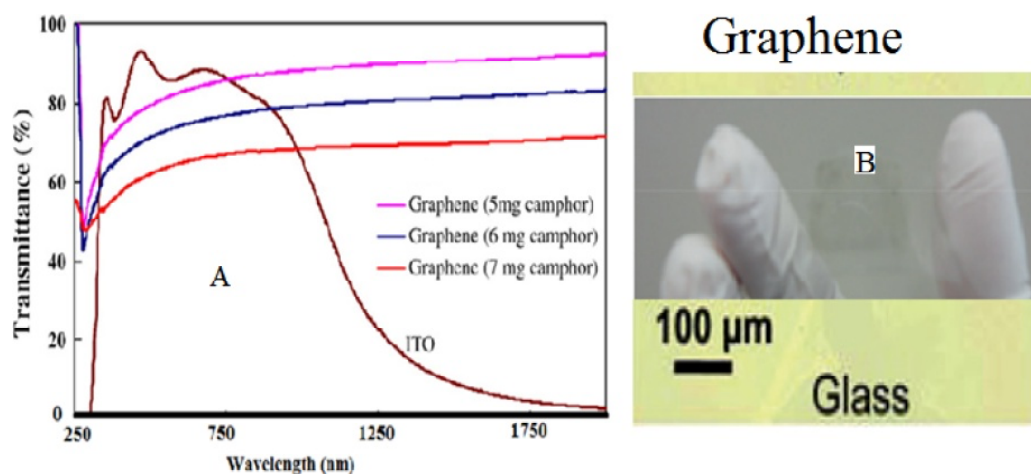 100
80
60
40
20
0
Transmittance (%)
250
750
1250
1750
Wavelength (nm)
Graphene (5mg camphor)
Graphene (6 mg camphor)
Graphene (7 mg camphor)
A
ITO
Graphene
B
100 µm
Glass